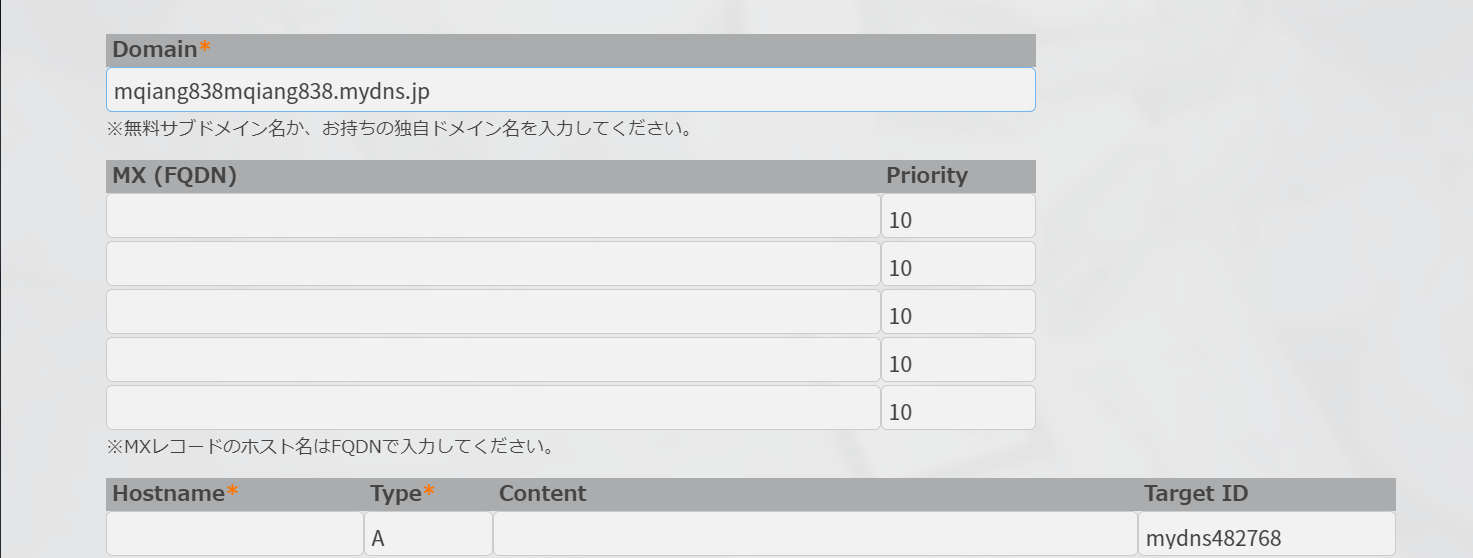 Domain*
mqiang838mqiang838.mydns.jp
※無料サブドメイン名か、お持ちの独自ドメイン名を入力してください。
MX (FQDN) Priority
10
10
10
10
10
※MXレコードのホスト名はFQDNで入力してください。
Hostname* Type* Content Target ID
A mydns482768